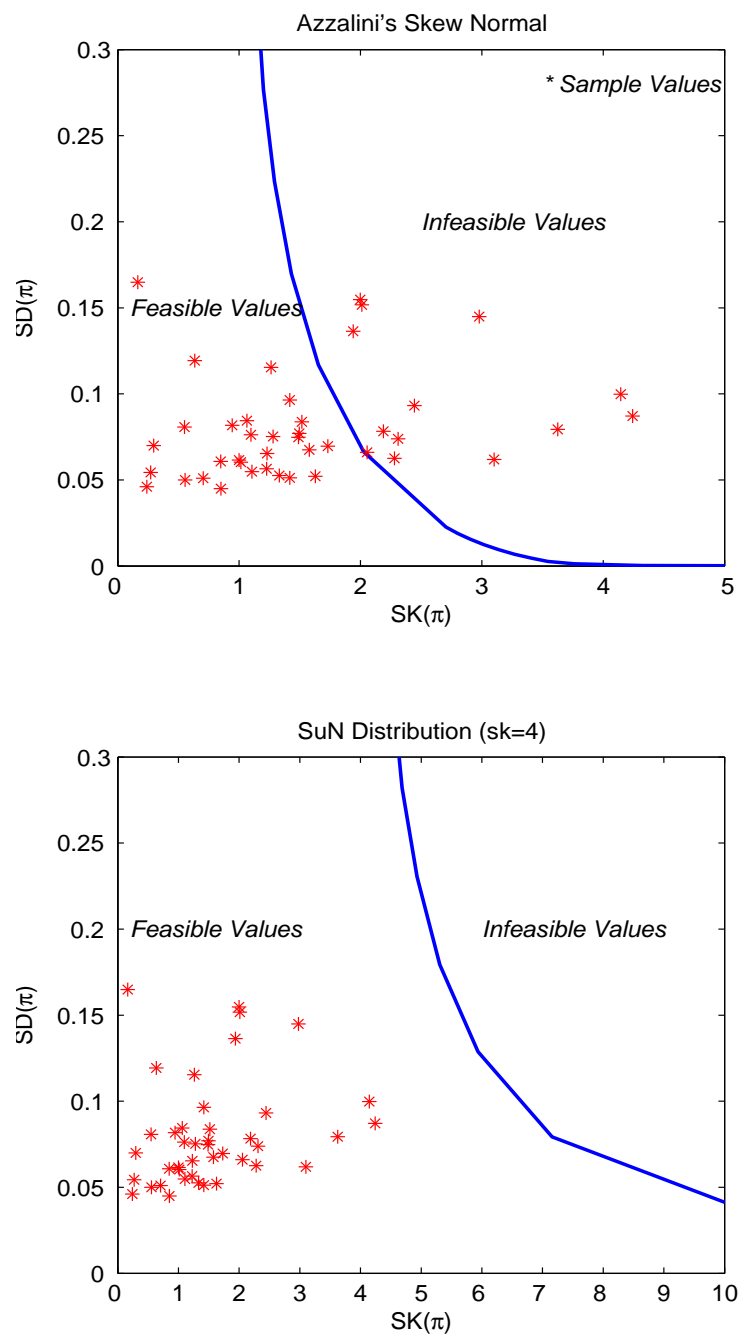 Azzalini's Skew Normal
0.3
* Sample Values
0.25
Infeasible Values
0.2
SD(π)
Feasible Values
0.15
0.1
0.05
0
0 1 2 3 4 5
SK(π)
SuN Distribution (sk=4)
0.3
0.25
Feasible Values Infeasible Values
0.2
SD(π)
0.15
0.1
0.05
0
0 1 2 3 4 5 6 7 8 9 10
SK(π)